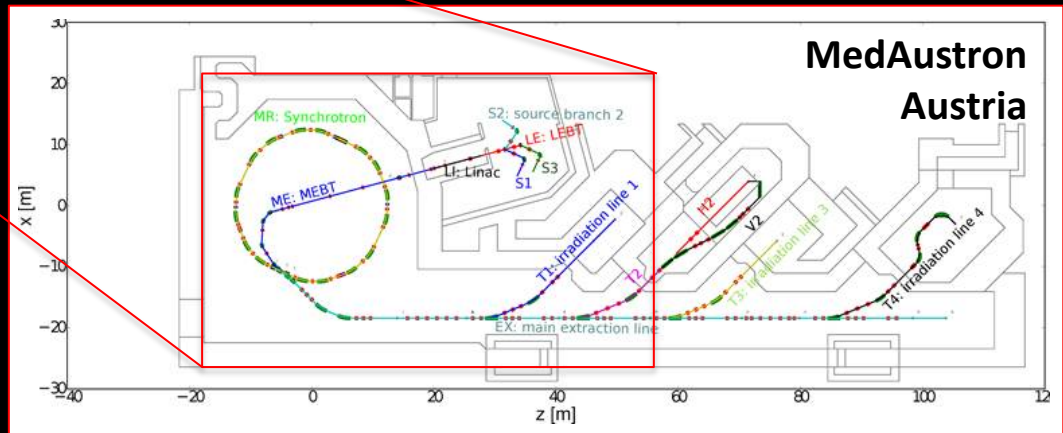 MedAustron
Austria
30
20
10
0
−10
−20
−30
x [m]
MR: Synchrotron
S2: source branch 2
LE: LEBT
LI: Linac
S3
S1
ME: MEBT
T1: irradiation line 1
T2
H2
V2
T3: irradiation line 3
T4: irradiation line 4
EX: main extraction line
−40
−20
0
20
40
60
80
100
120
z [m]